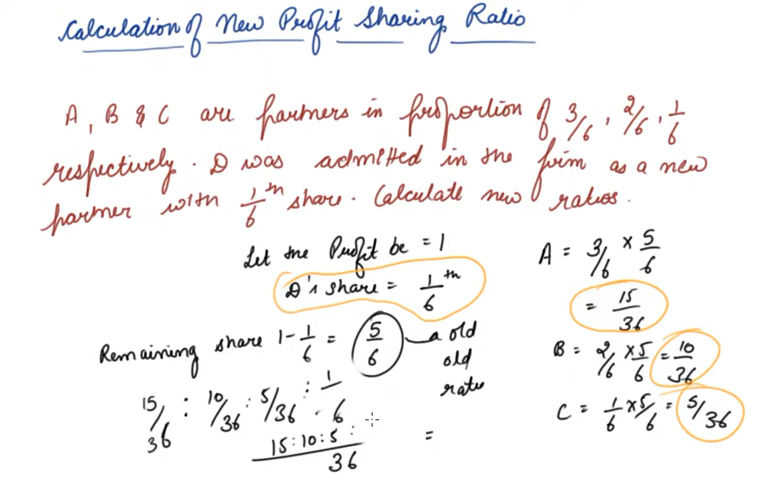 Calculation of New Profit Sharing Ratio
A, B & C are partners in proportion of 3/6, 2/6, 1/6
respectively. D was admitted in the firm as a new
partner with 1/6th share. Calculate new ratios.
Let the Profit be = 1
D's share = 1/6 th
Remaining share 1 - 1/6 = 5/6 — a old
old
ratio
15/36 : 10/36 : 5/36 : 1/6
15 : 10 : 5 : / 36 =
A = 3/6 × 5/6
= 15/36
B = 2/6 × 5/6 = 10/36
C = 1/6 × 5/6 = 5/36